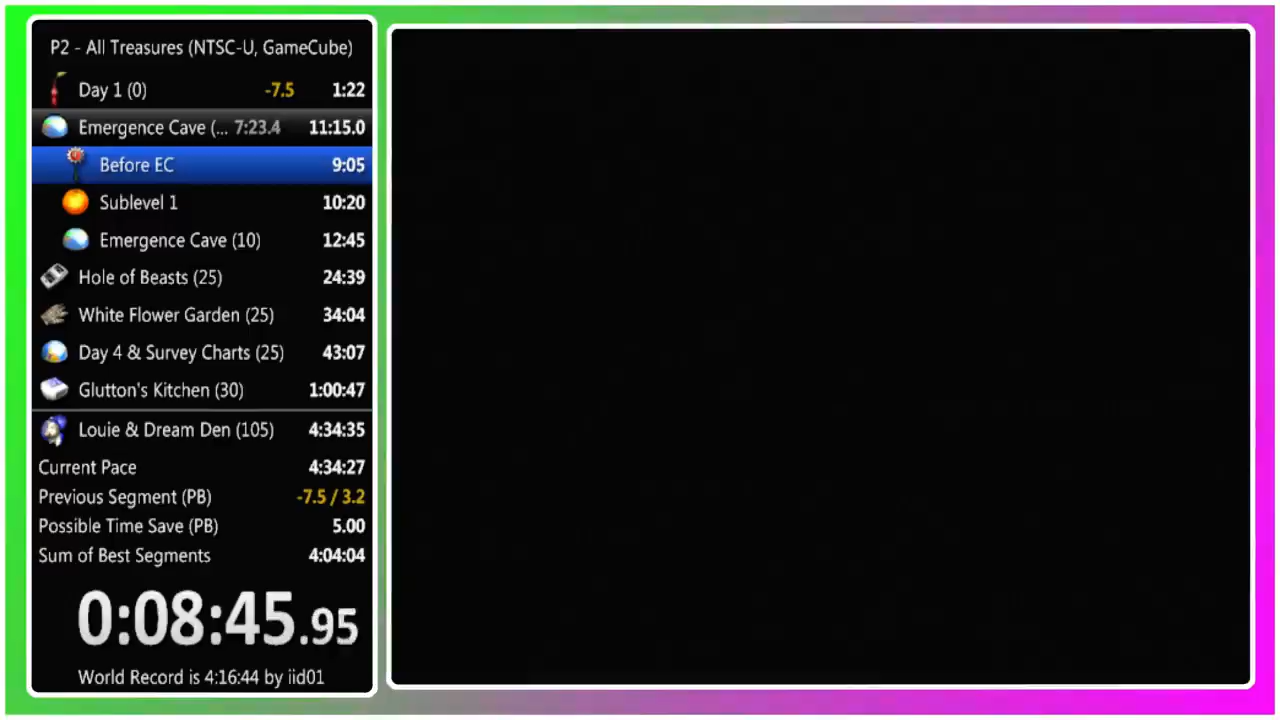 P2 - All Treasures (NTSC-U, GameCube)
Day 1 (0) -7.5 1:22
Emergence Cave (... 7:23.4 11:15.0
Before EC 9:05
Sublevel 1 10:20
Emergence Cave (10) 12:45
Hole of Beasts (25) 24:39
White Flower Garden (25) 34:04
Day 4 & Survey Charts (25) 43:07
Glutton's Kitchen (30) 1:00:47
Louie & Dream Den (105) 4:34:35
Current Pace 4:34:27
Previous Segment (PB) -7.5 / 3.2
Possible Time Save (PB) 5.00
Sum of Best Segments 4:04:04
0:08:45.95
World Record is 4:16:44 by iid01